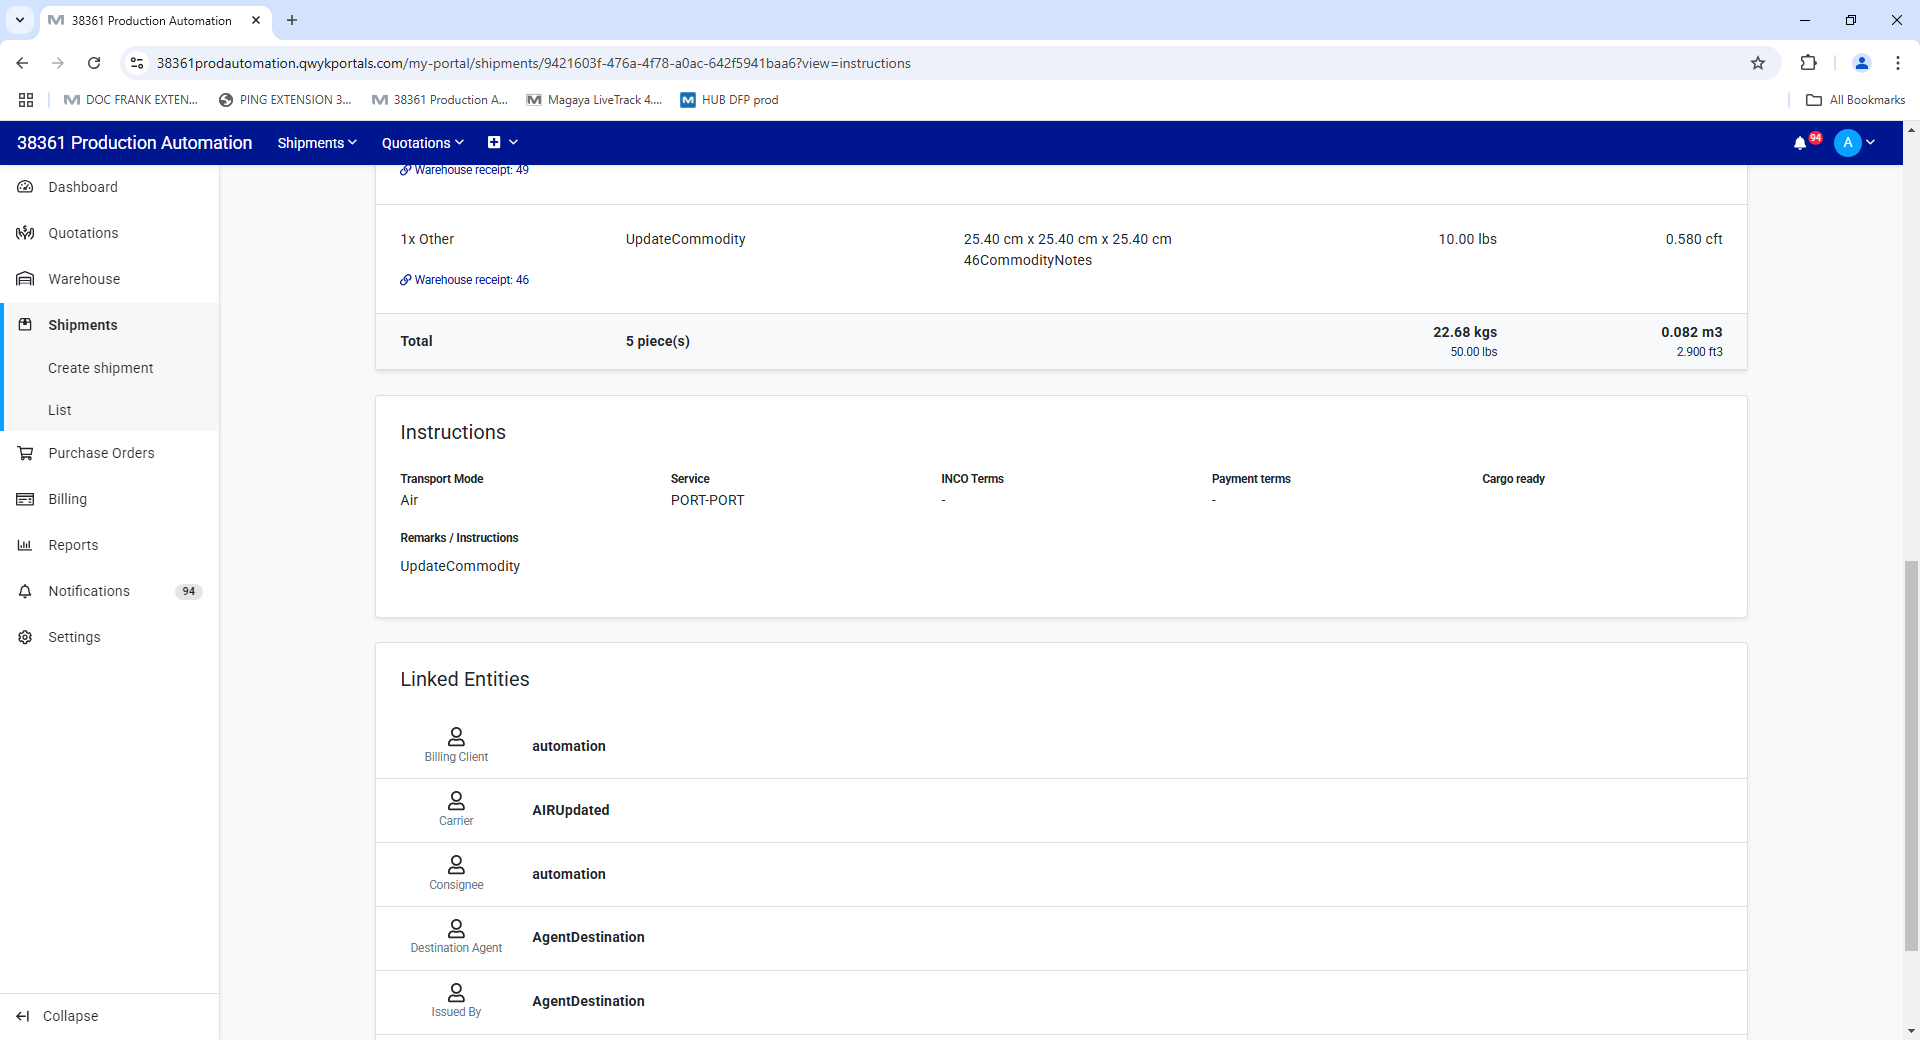 38361 Production Automation
38361prodautomation.qwykportals.com/my-portal/shipments/9421603f-476a-4f78-a0ac-642f5941baa6?view=instructions
DOC FRANK EXTEN...
PING EXTENSION 3...
38361 Production A...
Magaya LiveTrack 4....
HUB DFP prod
All Bookmarks
38361 Production Automation
Shipments
Quotations
94
A
Dashboard
Quotations
Warehouse
Shipments
Create shipment
List
Purchase Orders
Billing
Reports
Notifications 94
Settings
Collapse
Warehouse receipt: 49
1x Other UpdateCommodity 25.40 cm x 25.40 cm x 25.40 cm 10.00 lbs 0.580 cft
46CommodityNotes
Warehouse receipt: 46
Total 5 piece(s) 22.68 kgs 0.082 m3
50.00 lbs 2.900 ft3
Instructions
Transport Mode Service INCO Terms Payment terms Cargo ready
Air PORT-PORT - -
Remarks / Instructions
UpdateCommodity
Linked Entities
Billing Client automation
Carrier AIRUpdated
Consignee automation
Destination Agent AgentDestination
Issued By AgentDestination